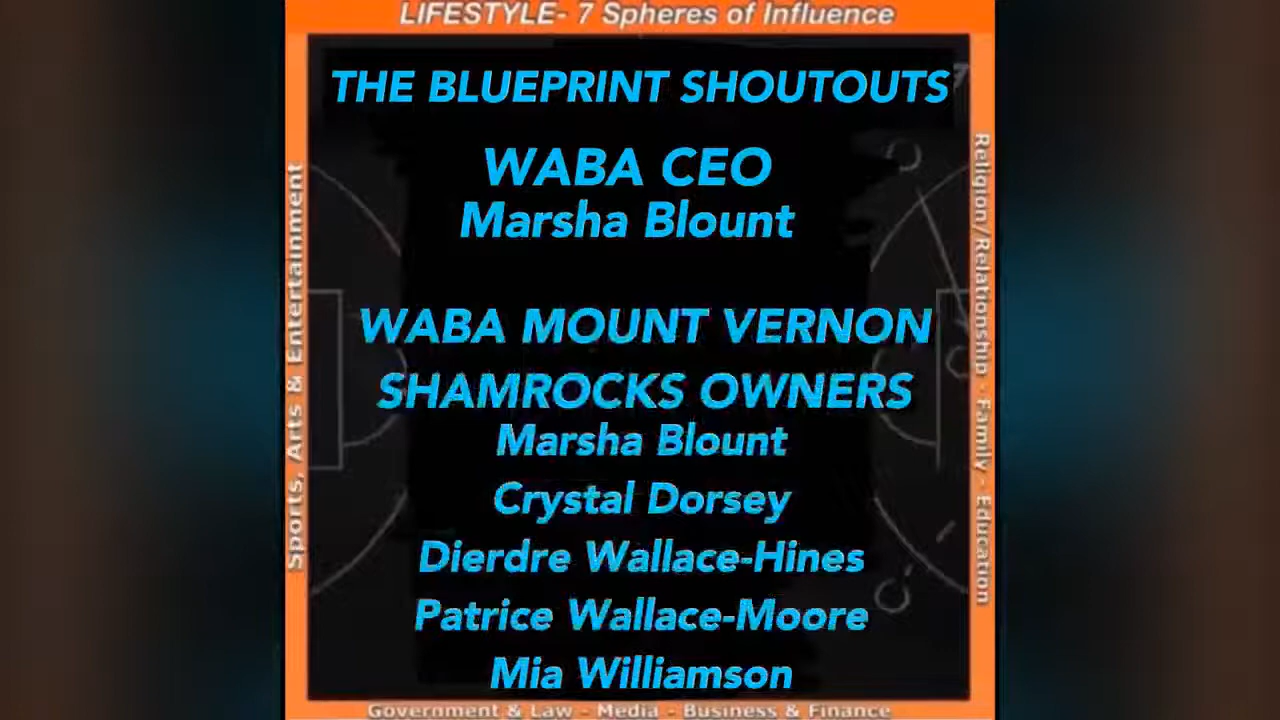 LIFESTYLE- 7 Spheres of Influence
THE BLUEPRINT SHOUTOUTS
WABA CEO
Marsha Blount
WABA MOUNT VERNON
SHAMROCKS OWNERS
Marsha Blount
Crystal Dorsey
Dierdre Wallace-Hines
Patrice Wallace-Moore
Mia Williamson
Sports, Arts & Entertainment
Religion/Relationship - Family - Education
Government & Law - Media - Business & Finance